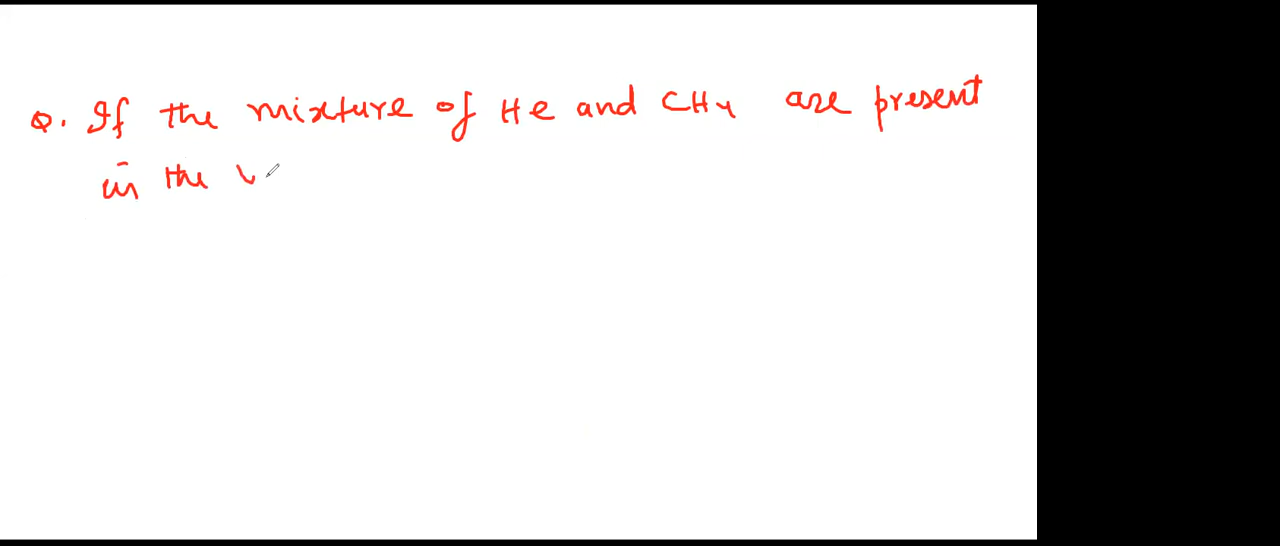 Q. If the mixture of He and CH4 are present
in the